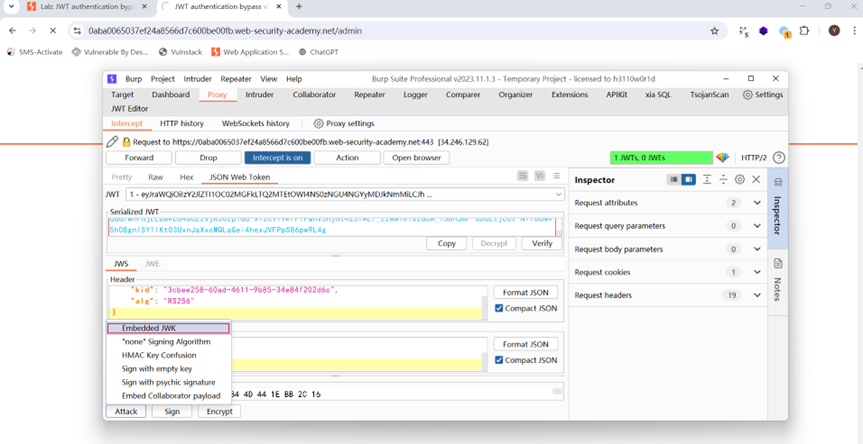 Lab: JWT authentication bypa
JWT authentication bypass v
0aba0065037ef24a8566d7c600be00fb.web-security-academy.net/admin
SMS-Activate
Vulnerable By Des...
Vulnstack
Web Application S...
ChatGPT
Burp Project Intruder Repeater View Help
Burp Suite Professional v2023.11.1.3 - Temporary Project - licensed to h3110w0r1d
Target Dashboard Proxy Intruder Collaborator Repeater Logger Comparer Organizer Extensions APIKit xia SQL TsojanScan Settings
JWT Editor
Intercept HTTP history WebSockets history Proxy settings
Request to https://0aba0065037ef24a8566d7c600be00fb.web-security-academy.net:443 [34.246.129.62]
Forward Drop Intercept is on Action Open browser
1 JWTs, 0 JWEs
HTTP/2
Pretty Raw Hex JSON Web Token
JWT
Serialized JWT
Copy Decrypt Verify
JWS JWE
Header
"kid": "3cbee258-60ad-4611-9b85-34e84f202d6c",
"alg": "RS256"
}
Format JSON
Compact JSON
Embedded JWK
"none" Signing Algorithm
HMAC Key Confusion
Sign with empty key
Sign with psychic signature
Embed Collaborator payload
Format JSON
Compact JSON
4D 44 1E BB 20 16
Attack Sign Encrypt
Inspector
Request attributes 2
Request query parameters 0
Request body parameters 0
Request cookies 1
Request headers 19
Inspector
Notes